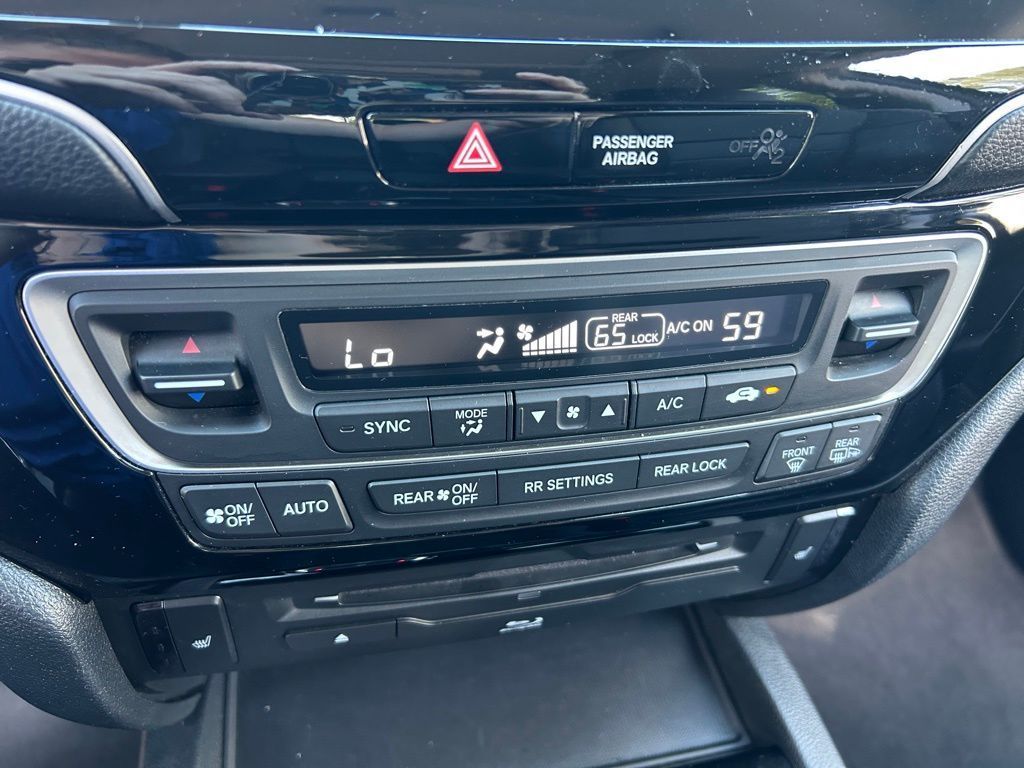 PASSENGER
AIRBAG
OFF
2
Lo
REAR
65 LOCK
A/C ON
59
SYNC
MODE
A/C
ON/
OFF
AUTO
REAR ON/
OFF
RR SETTINGS
REAR LOCK
FRONT
REAR